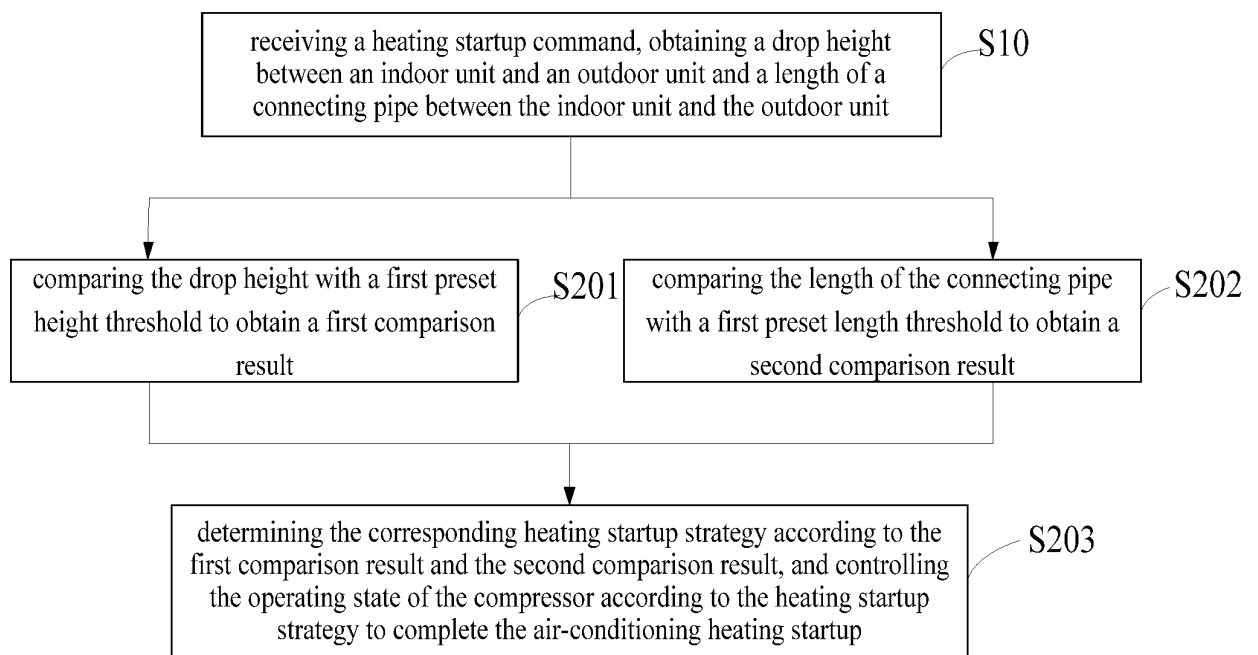 receiving a heating startup command, obtaining a drop height
between an indoor unit and an outdoor unit and a length of a
connecting pipe between the indoor unit and the outdoor unit
S10
comparing the drop height with a first preset
height threshold to obtain a first comparison
result
S201
comparing the length of the connecting pipe
with a first preset length threshold to obtain a
second comparison result
S202
determining the corresponding heating startup strategy according to the
first comparison result and the second comparison result, and controlling
the operating state of the compressor according to the heating startup
strategy to complete the air-conditioning heating startup
S203